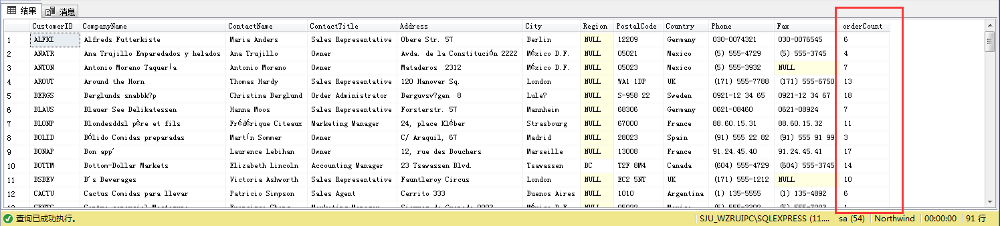 结果 消息
CustomerID CompanyName ContactName ContactTitle Address City Region PostalCode Country Phone Fax orderCount
1 ALFKI Alfreds Futterkiste Maria Anders Sales Representative Obere Str. 57 Berlin NULL 12209 Germany 030-0074321 030-0076545 6
2 ANATR Ana Trujillo Emparedados y helados Ana Trujillo Owner Avda. de la Constitución 2222 México D.F. NULL 05021 Mexico (5) 555-4729 (5) 555-3745 4
3 ANTON Antonio Moreno Taquería Antonio Moreno Owner Mataderos 2312 México D.F. NULL 05023 Mexico (5) 555-3932 NULL 7
4 AROUT Around the Horn Thomas Hardy Sales Representative 120 Hanover Sq. London NULL WA1 1DP UK (171) 555-7788 (171) 555-6750 13
5 BERGS Berglunds snabbk?p Christina Berglund Order Administrator Berguvsv?gen 8 Lule? NULL S-958 22 Sweden 0921-12 34 65 0921-12 34 67 18
6 BLAUS Blauer See Delikatessen Hanna Moos Sales Representative Forsterstr. 57 Mannheim NULL 68306 Germany 0621-08460 0621-08924 7
7 BLONP Blondesddsl père et fils Frédérique Citeaux Marketing Manager 24, place Kléber Strasbourg NULL 67000 France 88.60.15.31 88.60.15.32 11
8 BOLID Bólido Comidas preparadas Martín Sommer Owner C/ Araquil, 67 Madrid NULL 28023 Spain (91) 555 22 82 (91) 555 91 99 3
9 BONAP Bon app' Laurence Lebihan Owner 12, rue des Bouchers Marseille NULL 13008 France 91.24.45.40 91.24.45.41 17
10 BOTTM Bottom-Dollar Markets Elizabeth Lincoln Accounting Manager 23 Tsawassen Blvd. Tsawassen BC T2F 8M4 Canada (604) 555-4729 (604) 555-3745 14
11 BSBEV B's Beverages Victoria Ashworth Sales Representative Fauntleroy Circus London NULL EC2 5NT UK (171) 555-1212 NULL 10
12 CACTU Cactus Comidas para llevar Patricio Simpson Sales Agent Cerrito 333 Buenos Aires NULL 1010 Argentina (1) 135-5555 (1) 135-4892 6
查询已成功执行。 SJU_WZRUIPC\SQLEXPRESS (11.... sa (54) Northwind 00:00:00 91 行